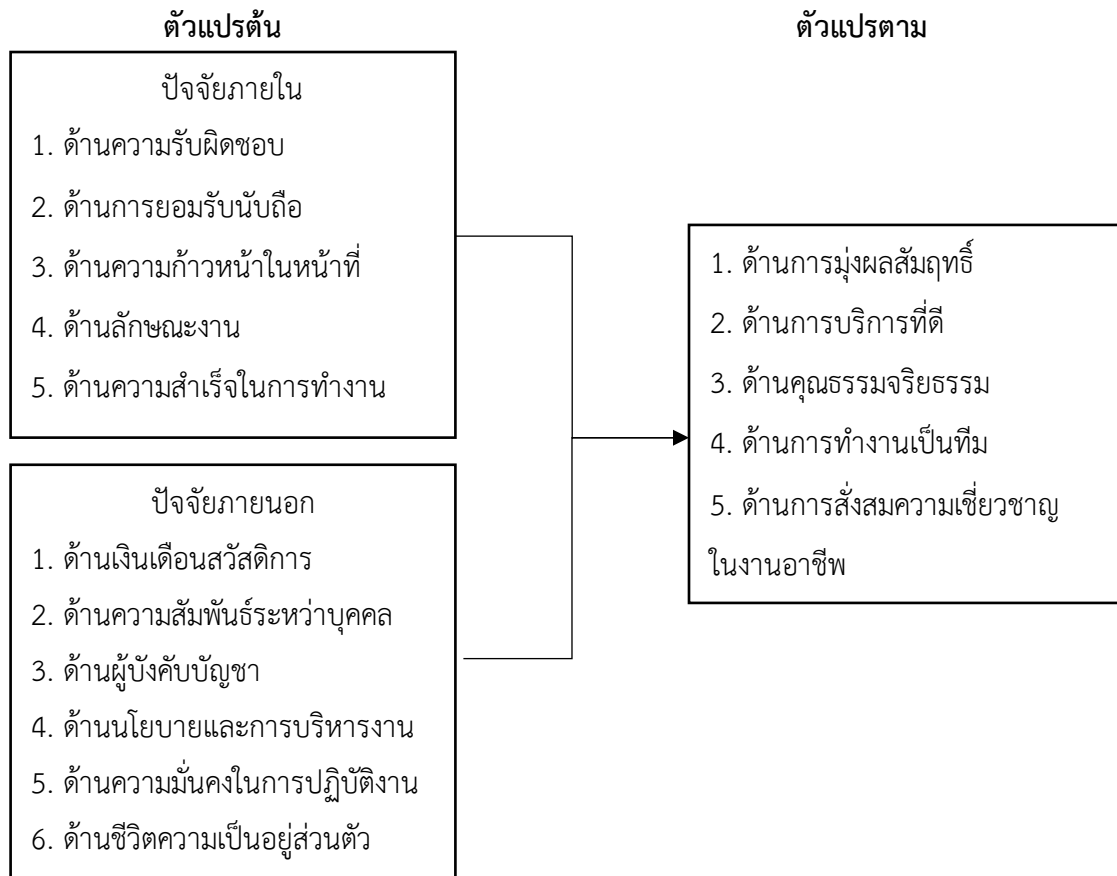 ตัวแปรต้น
ปัจจัยภายใน
1. ด้านความรับผิดชอบ
2. ด้านการยอมรับนับถือ
3. ด้านความก้าวหน้าในหน้าที่
4. ด้านลักษณะงาน
5. ด้านความสำเร็จในการทำงาน
ปัจจัยภายนอก
1. ด้านเงินเดือนสวัสดิการ
2. ด้านความสัมพันธ์ระหว่าบุคคล
3. ด้านผู้บังคับบัญชา
4. ด้านนโยบายและการบริหารงาน
5. ด้านความมั่นคงในการปฏิบัติงาน
6. ด้านชีวิตความเป็นอยู่ส่วนตัว
ตัวแปรตาม
1. ด้านการมุ่งผลสัมฤทธิ์
2. ด้านการบริการที่ดี
3. ด้านคุณธรรมจริยธรรม
4. ด้านการทำงานเป็นทีม
5. ด้านการสั่งสมความเชี่ยวชาญ
ในงานอาชีพ